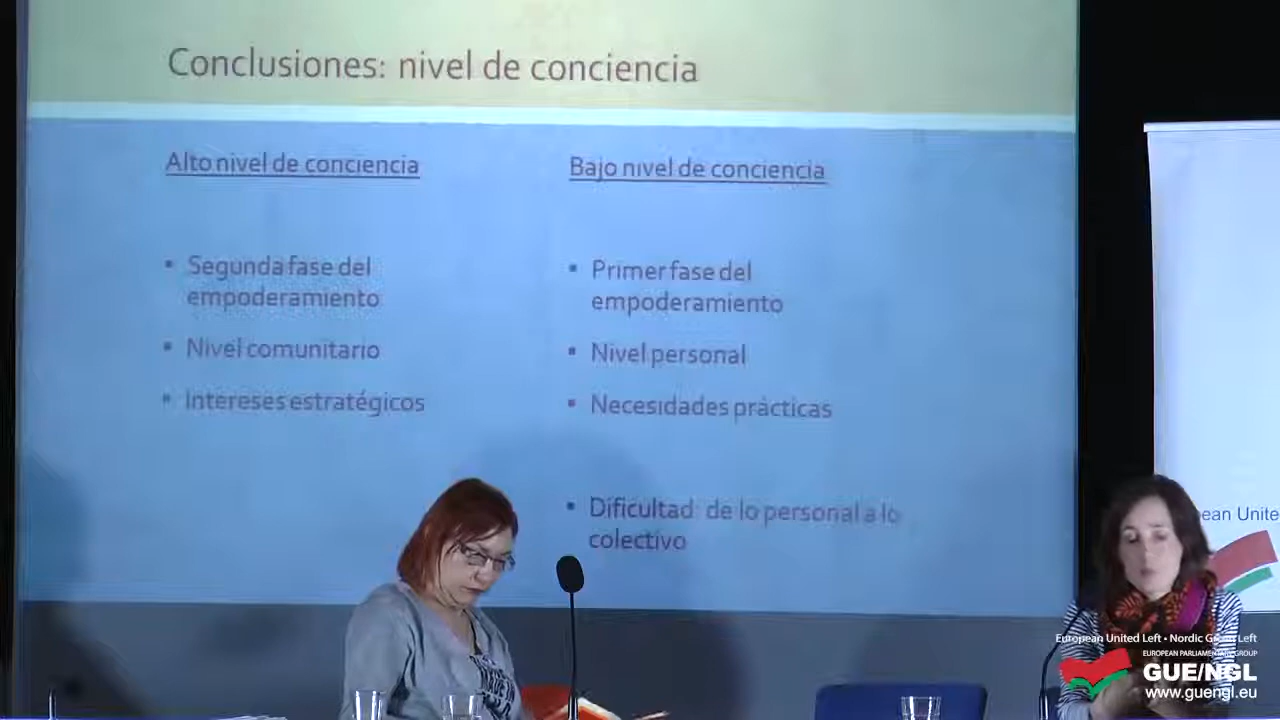 Conclusiones: nivel de conciencia
Alto nivel de conciencia
Segunda fase del
empoderamiento
Nivel comunitario
Intereses estratégicos
Bajo nivel de conciencia
Primer fase del
empoderamiento
Nivel personal
Necesidades prácticas
Dificultad: de lo personal a lo
colectivo
pean Unite
European United Left • Nordic Green Left
EUROPEAN PARLIAMENTARY GROUP
GUE/NGL
www.guengl.eu